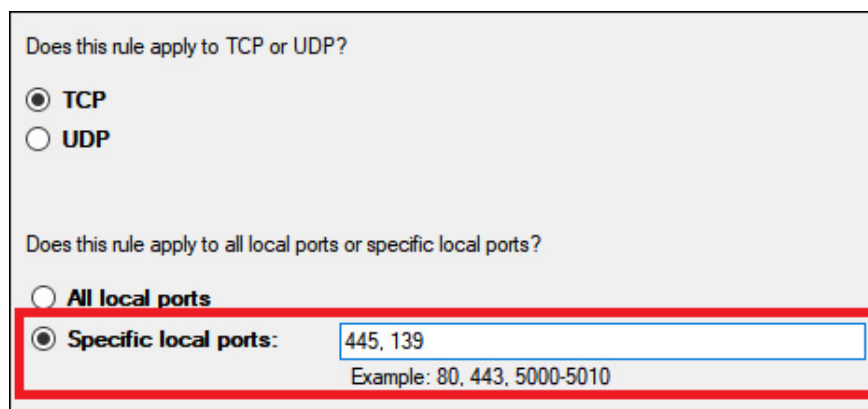 Does this rule apply to TCP or UDP?
TCP
UDP
Does this rule apply to all local ports or specific local ports?
All local ports
Specific local ports: 445, 139
Example: 80, 443, 5000-5010